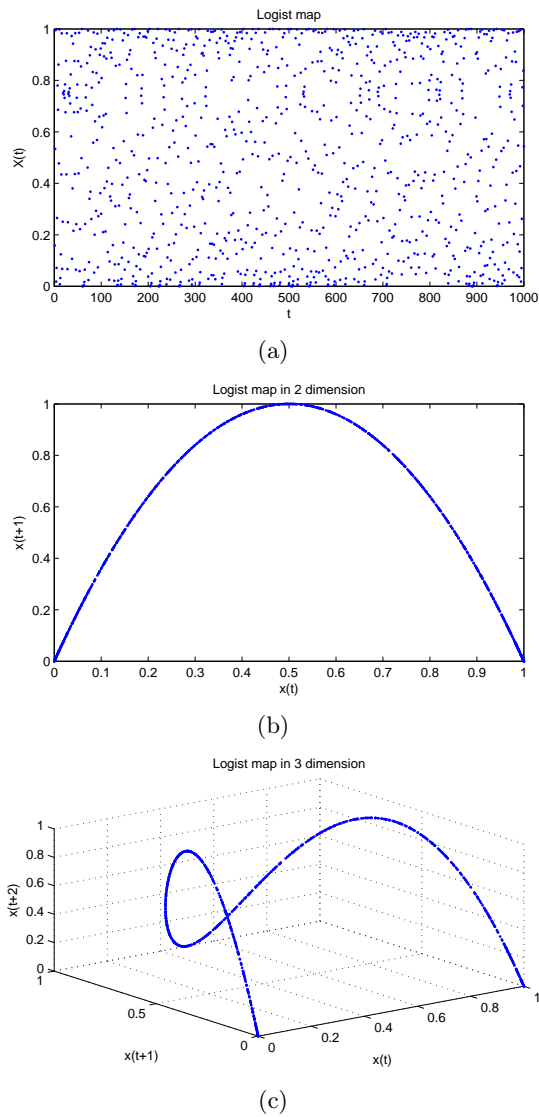 Logist map
1
0.8
0.6
0.4
0.2
0
X(t)
0 100 200 300 400 500 600 700 800 900 1000
t
(a)
Logist map in 2 dimension
1
0.8
0.6
0.4
0.2
0
x(t+1)
0 0.1 0.2 0.3 0.4 0.5 0.6 0.7 0.8 0.9 1
x(t)
(b)
Logist map in 3 dimension
1
0.8
0.6
0.4
0.2
0
x(t+2)
1
0.5
0
x(t+1)
0
0.2
0.4
0.6
0.8
1
x(t)
(c)